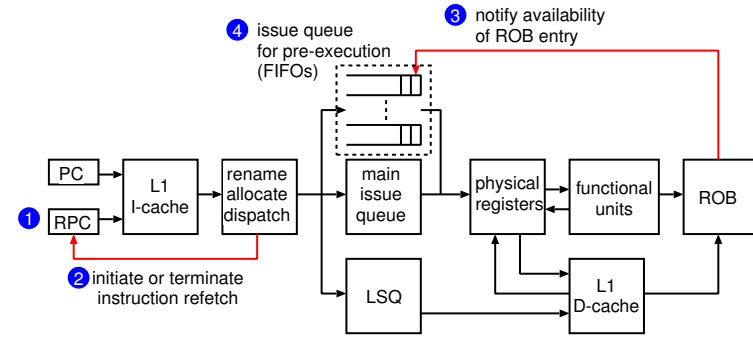 4 issue queue
for pre-execution
(FIFOs)
3 notify availability
of ROB entry
PC
1 RPC
L1
I-cache
rename
allocate
dispatch
main
issue
queue
physical
registers
functional
units
ROB
2 initiate or terminate
instruction refetch
LSQ
L1
D-cache